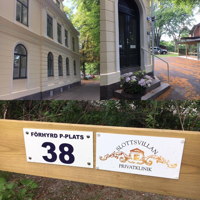 FÖRHYRD P-PLATS
38
SLOTTSVILLAN
PRIVATKLINIK